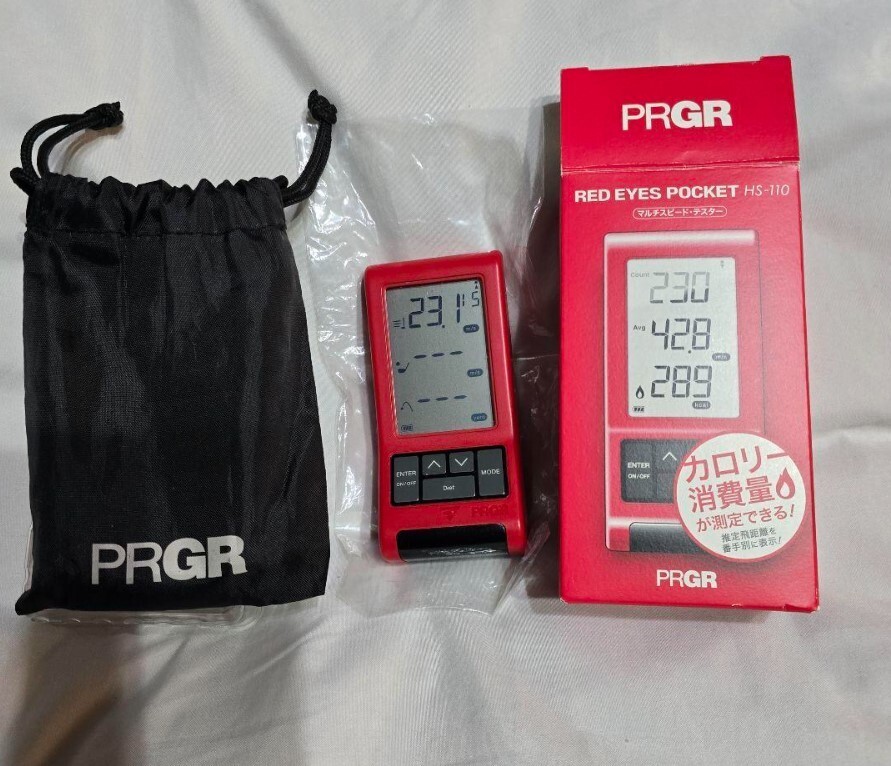 PRGR
23.1 S
m/s
---
m/s
---
ENTER
ON/OFF
MODE
PRGR
PRGR
RED EYES POCKET HS-110
マルチスピード・テスター
Count
230
Avg
42.8
m/s
289
kcal
ENTER
ON/OFF
カロリー
消費量
が測定できる!
推定飛距離を
番手別に表示!
PRGR